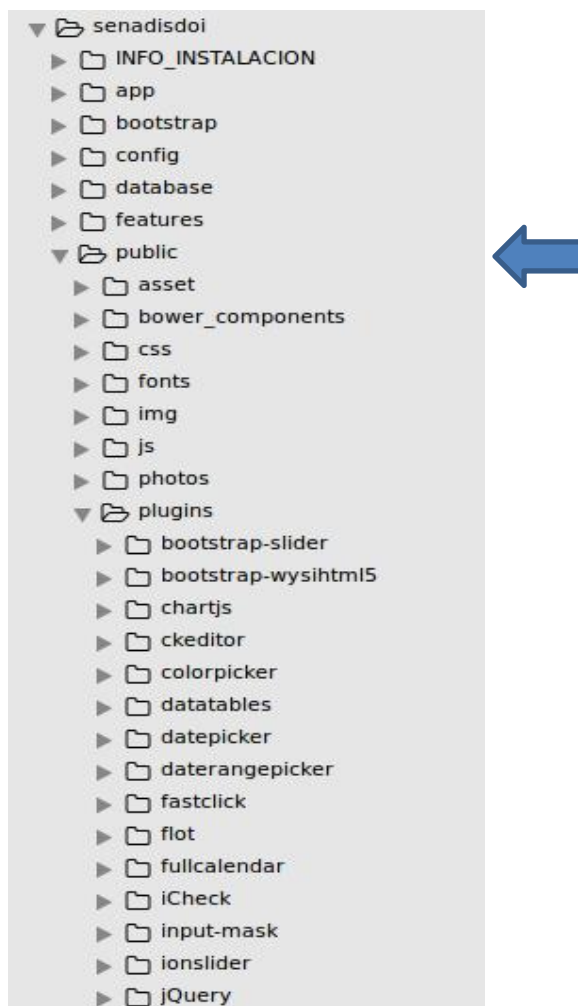 senadisdoi
INFO_INSTALACION
app
bootstrap
config
database
features
public
asset
bower_components
css
fonts
img
js
photos
plugins
bootstrap-slider
bootstrap-wysihtml5
chartjs
ckeditor
colorpicker
datatables
datepicker
daterangepicker
fastclick
flot
fullcalendar
iCheck
input-mask
ionslider
jQuery